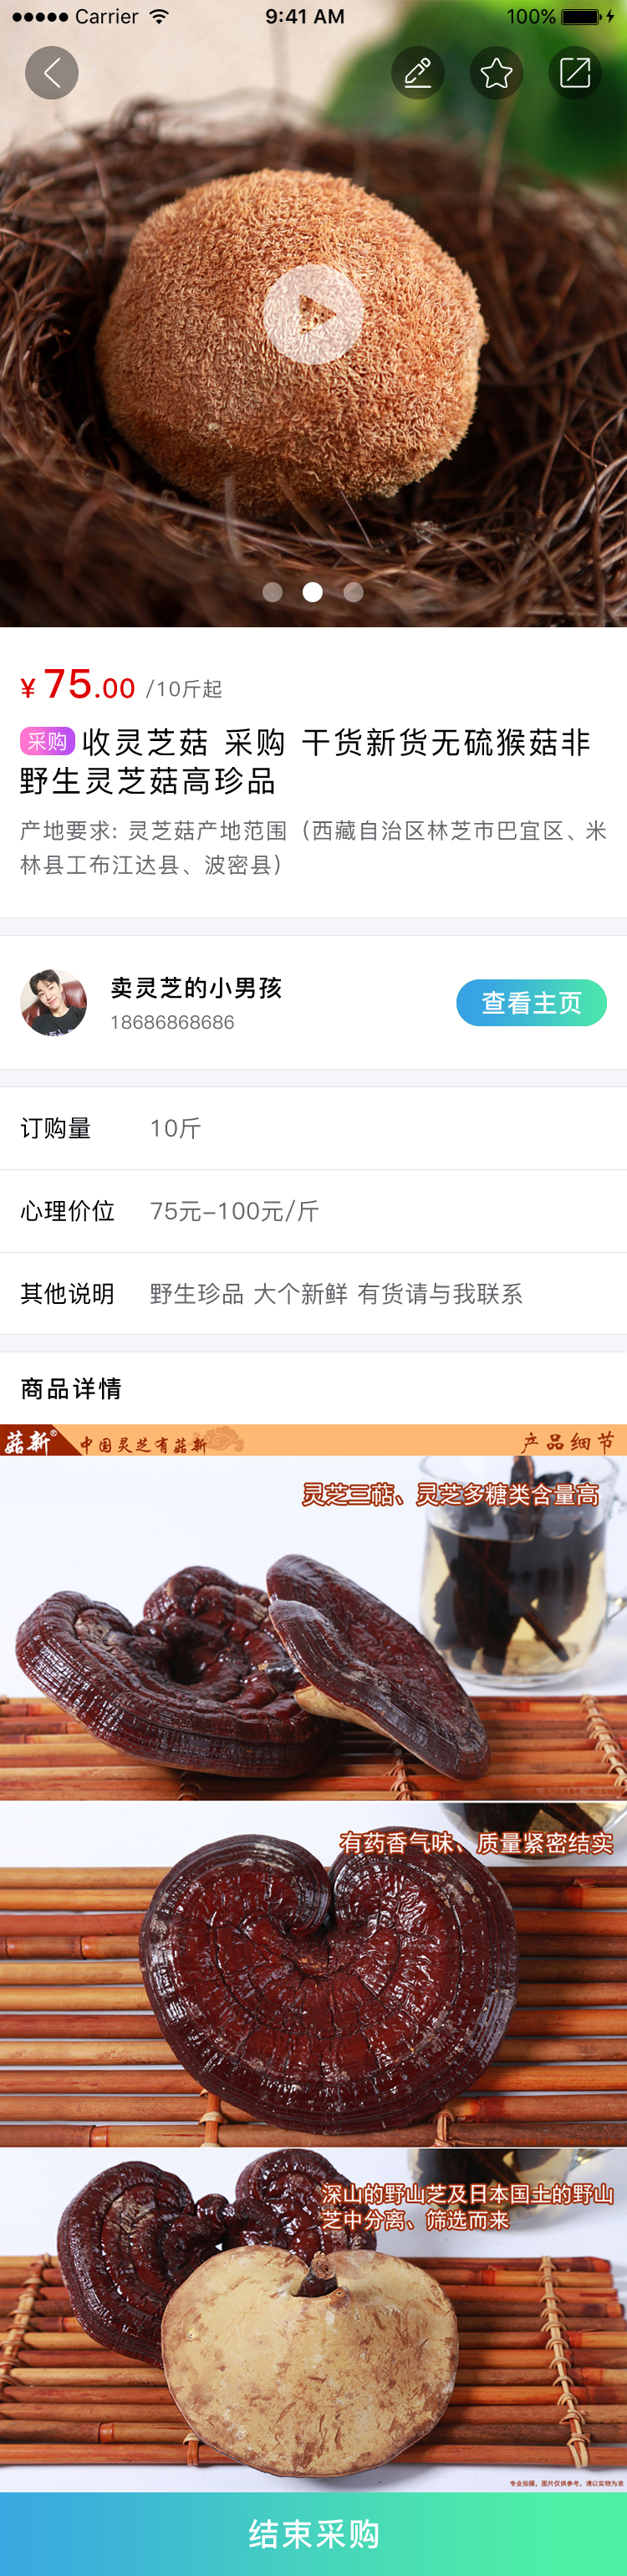 Carrier 9:41 AM 100%
¥ 75.00 /10斤起
采购 收灵芝菇 采购 干货新货无硫猴菇非
野生灵芝菇高珍品
产地要求: 灵芝菇产地范围（西藏自治区林芝市巴宜区、米
林县工布江达县、波密县）
卖灵芝的小男孩
18686868686
查看主页
订购量 10斤
心理价位 75元-100元/斤
其他说明 野生珍品 大个新鲜 有货请与我联系
商品详情
菇新® 中国灵芝有菇新 产品细节
灵芝三萜、灵芝多糖类含量高
有药香气味、质量紧密结实
深山的野山芝及日本国土的野山
芝中分离、筛选而来
专业拍摄，图片仅供参考，请以实物为准
结束采购